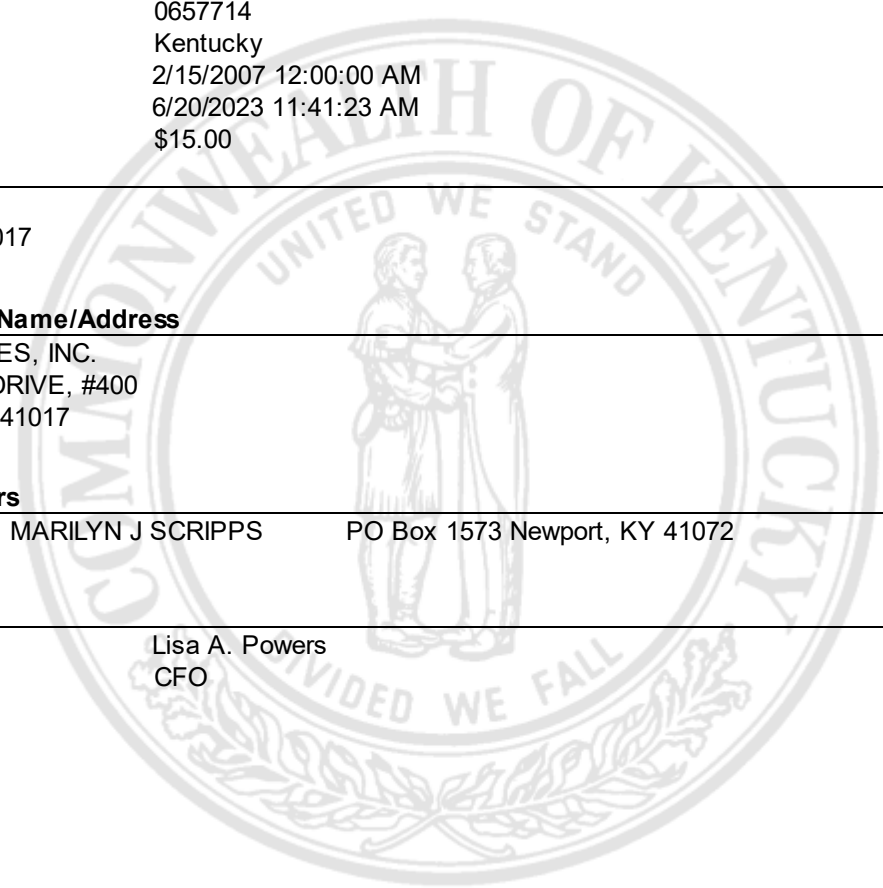 0657714
Kentucky
2/15/2007 12:00:00 AM
6/20/2023 11:41:23 AM
$15.00
017
Name/Address
ES, INC.
DRIVE, #400
41017
rs
MARILYN J SCRIPPS PO Box 1573 Newport, KY 41072
Lisa A. Powers
CFO
COMMONWEALTH OF KENTUCKY
UNITED WE STAND
DIVIDED WE FALL